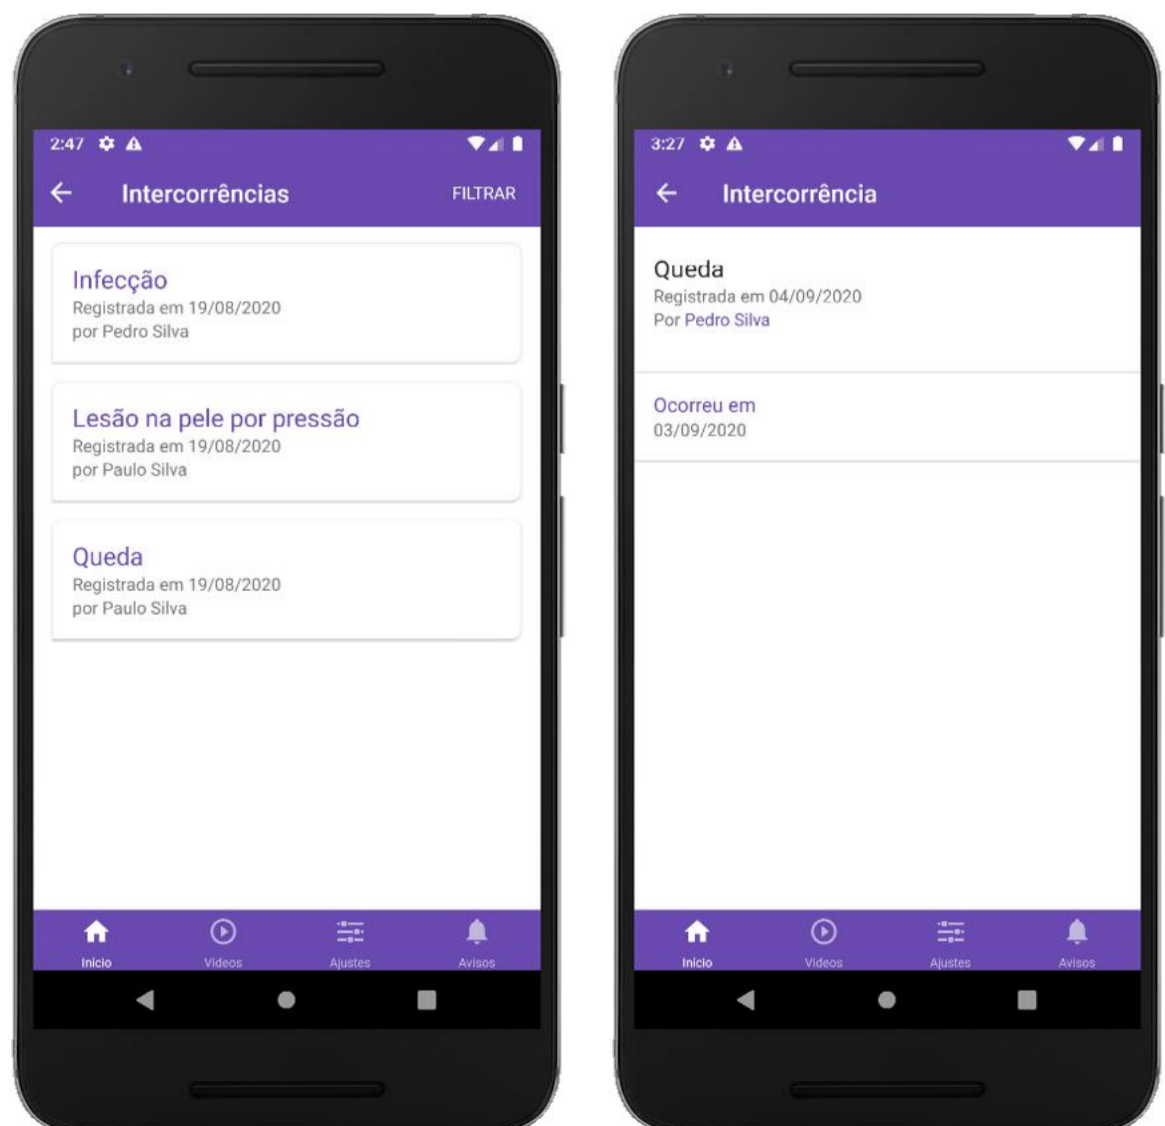 2:47
Intercorrências
FILTRAR
Infecção
Registrada em 19/08/2020
por Pedro Silva
Lesão na pele por pressão
Registrada em 19/08/2020
por Paulo Silva
Queda
Registrada em 19/08/2020
por Paulo Silva
Início
Vídeos
Ajustes
Avisos
3:27
Intercorrência
Queda
Registrada em 04/09/2020
Por Pedro Silva
Ocorreu em
03/09/2020
Início
Vídeos
Ajustes
Avisos